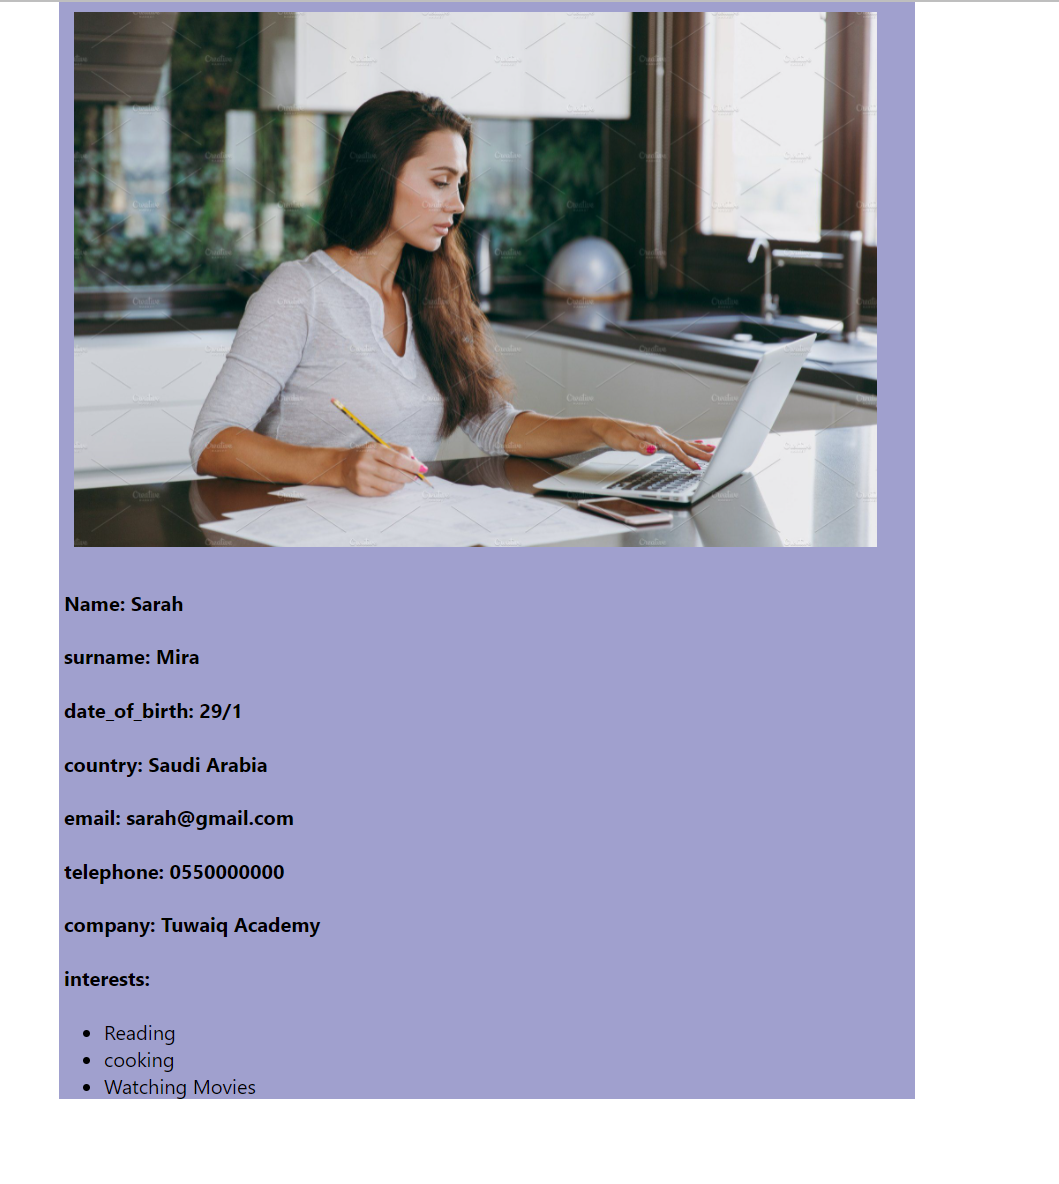 Name: Sarah
surname: Mira
date_of_birth: 29/1
country: Saudi Arabia
email: sarah@gmail.com
telephone: 0550000000
company: Tuwaiq Academy
interests:
Reading
cooking
Watching Movies